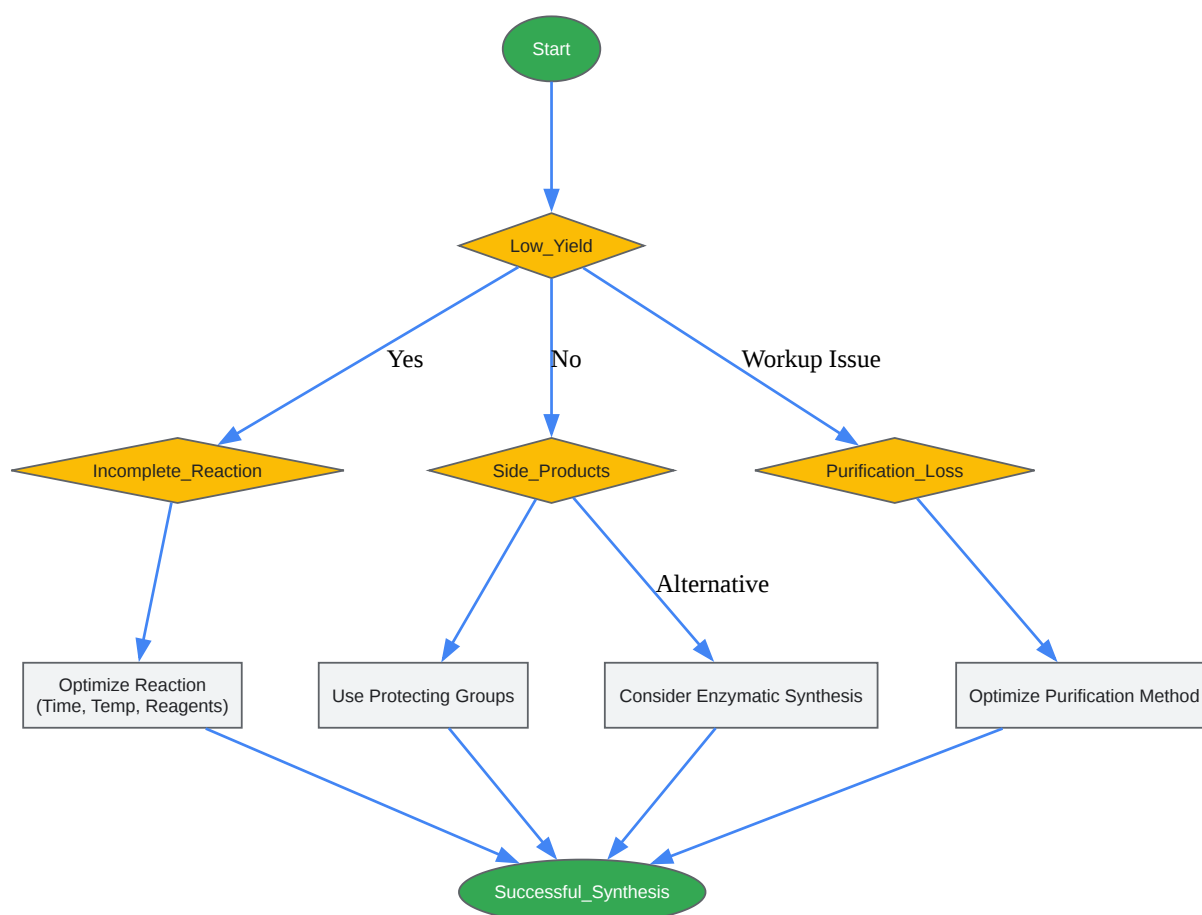 Start
Low_Yield
Yes
No
Workup Issue
Incomplete_Reaction
Side_Products
Purification_Loss
Alternative
Optimize Reaction
(Time, Temp, Reagents)
Use Protecting Groups
Consider Enzymatic Synthesis
Optimize Purification Method
Successful_Synthesis